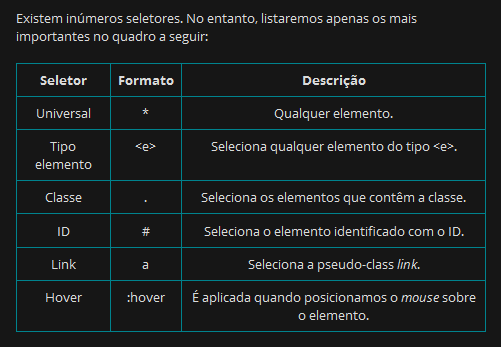 Existem inúmeros seletores. No entanto, listaremos apenas os mais
importantes no quadro a seguir:
Seletor Formato Descrição
Universal * Qualquer elemento.
Tipo elemento <e> Seleciona qualquer elemento do tipo <e>.
Classe . Seleciona os elementos que contêm a classe.
ID # Seleciona o elemento identificado com o ID.
Link a Seleciona a pseudo-class link.
Hover :hover É aplicada quando posicionamos o mouse sobre
o elemento.